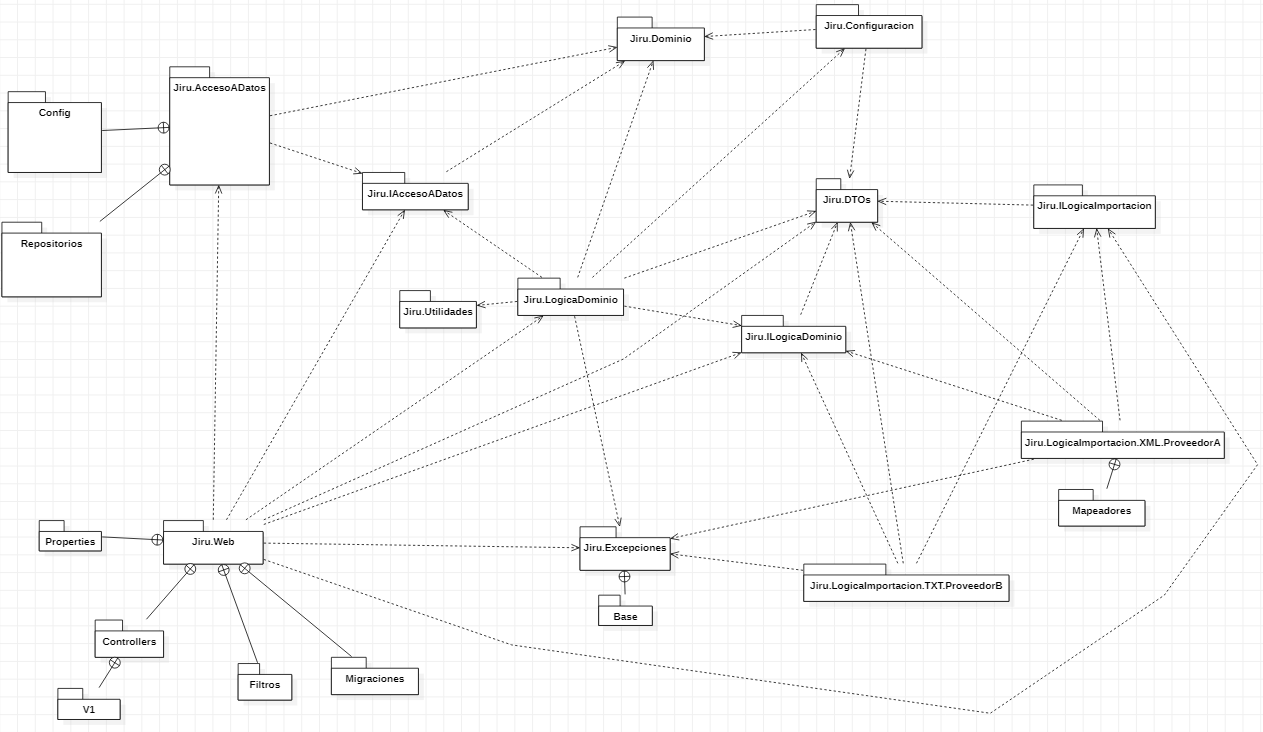 Jiru.Configuracion
Jiru.Dominio
Jiru.AccesoADatos
Config
Jiru.IAccesoADatos
Jiru.DTOs
Jiru.ILogicaImportacion
Repositorios
Jiru.LogicaDominio
Jiru.Utilidades
Jiru.ILogicaDominio
Jiru.LogicaImportacion.XML.ProveedorA
Mapeadores
Properties
Jiru.Web
Jiru.Excepciones
Jiru.LogicaImportacion.TXT.ProveedorB
Base
Controllers
Filtros
Migraciones
V1